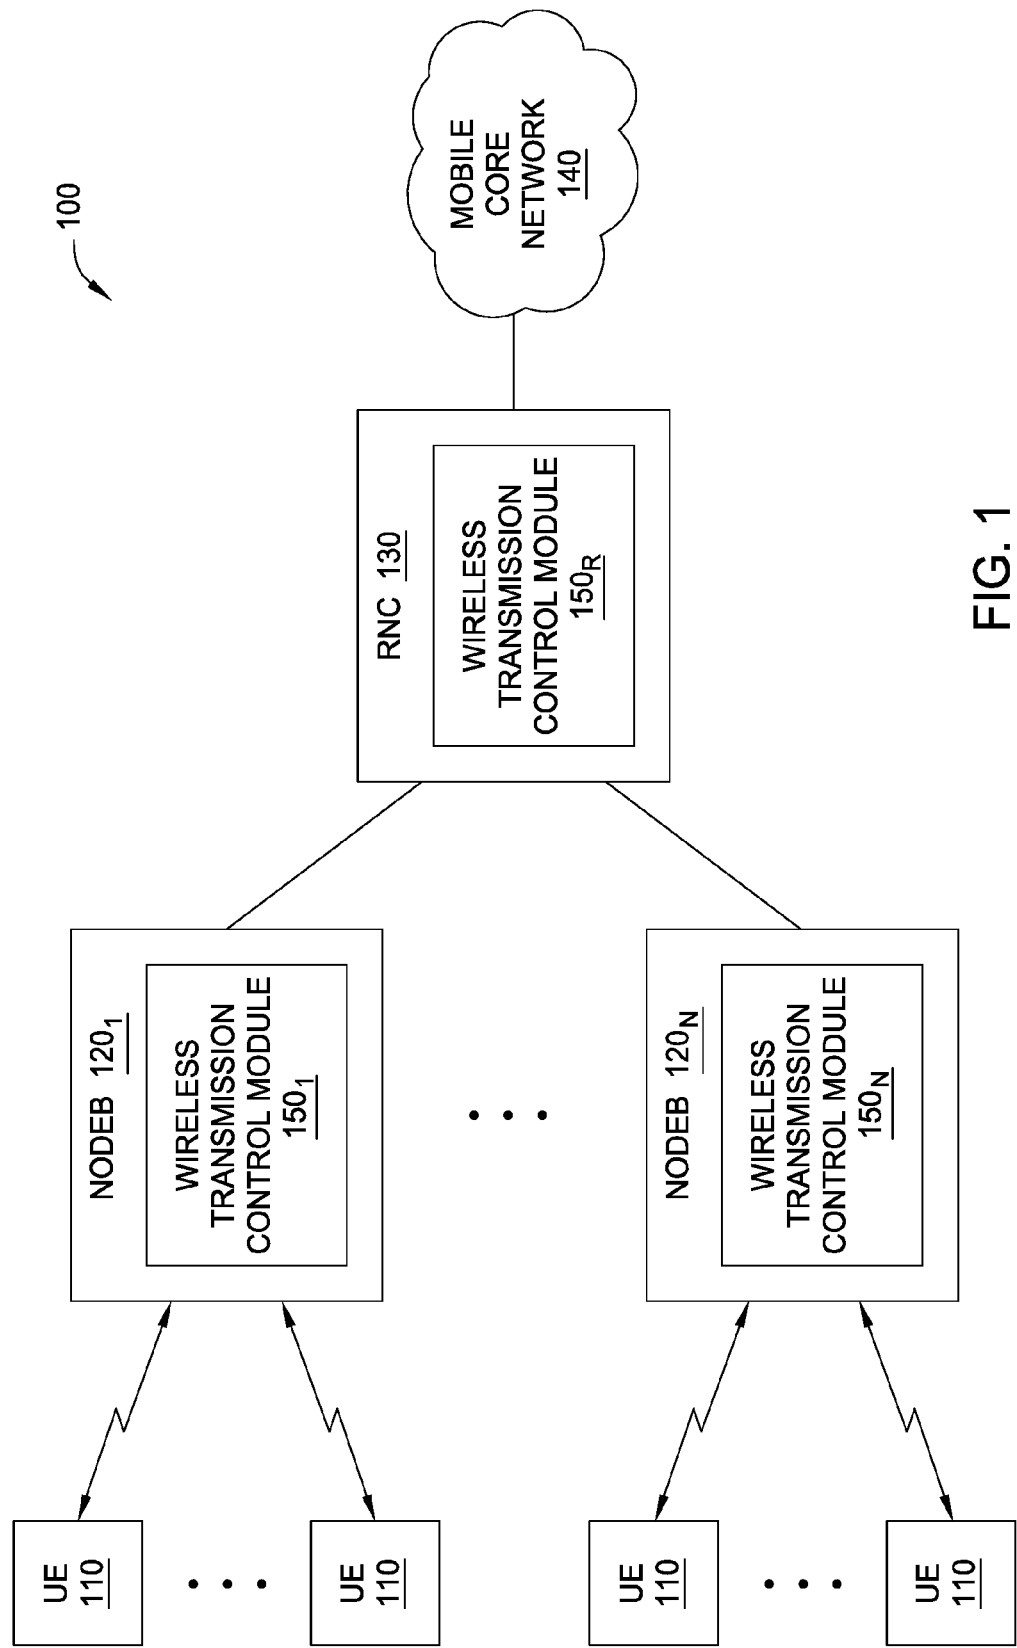 100
UE
110
UE
110
UE
110
UE
110
NODEB 120₁
WIRELESS
TRANSMISSION
CONTROL MODULE
150₁
NODEB 120N
WIRELESS
TRANSMISSION
CONTROL MODULE
150N
RNC 130
WIRELESS
TRANSMISSION
CONTROL MODULE
150R
MOBILE
CORE
NETWORK
140
FIG. 1